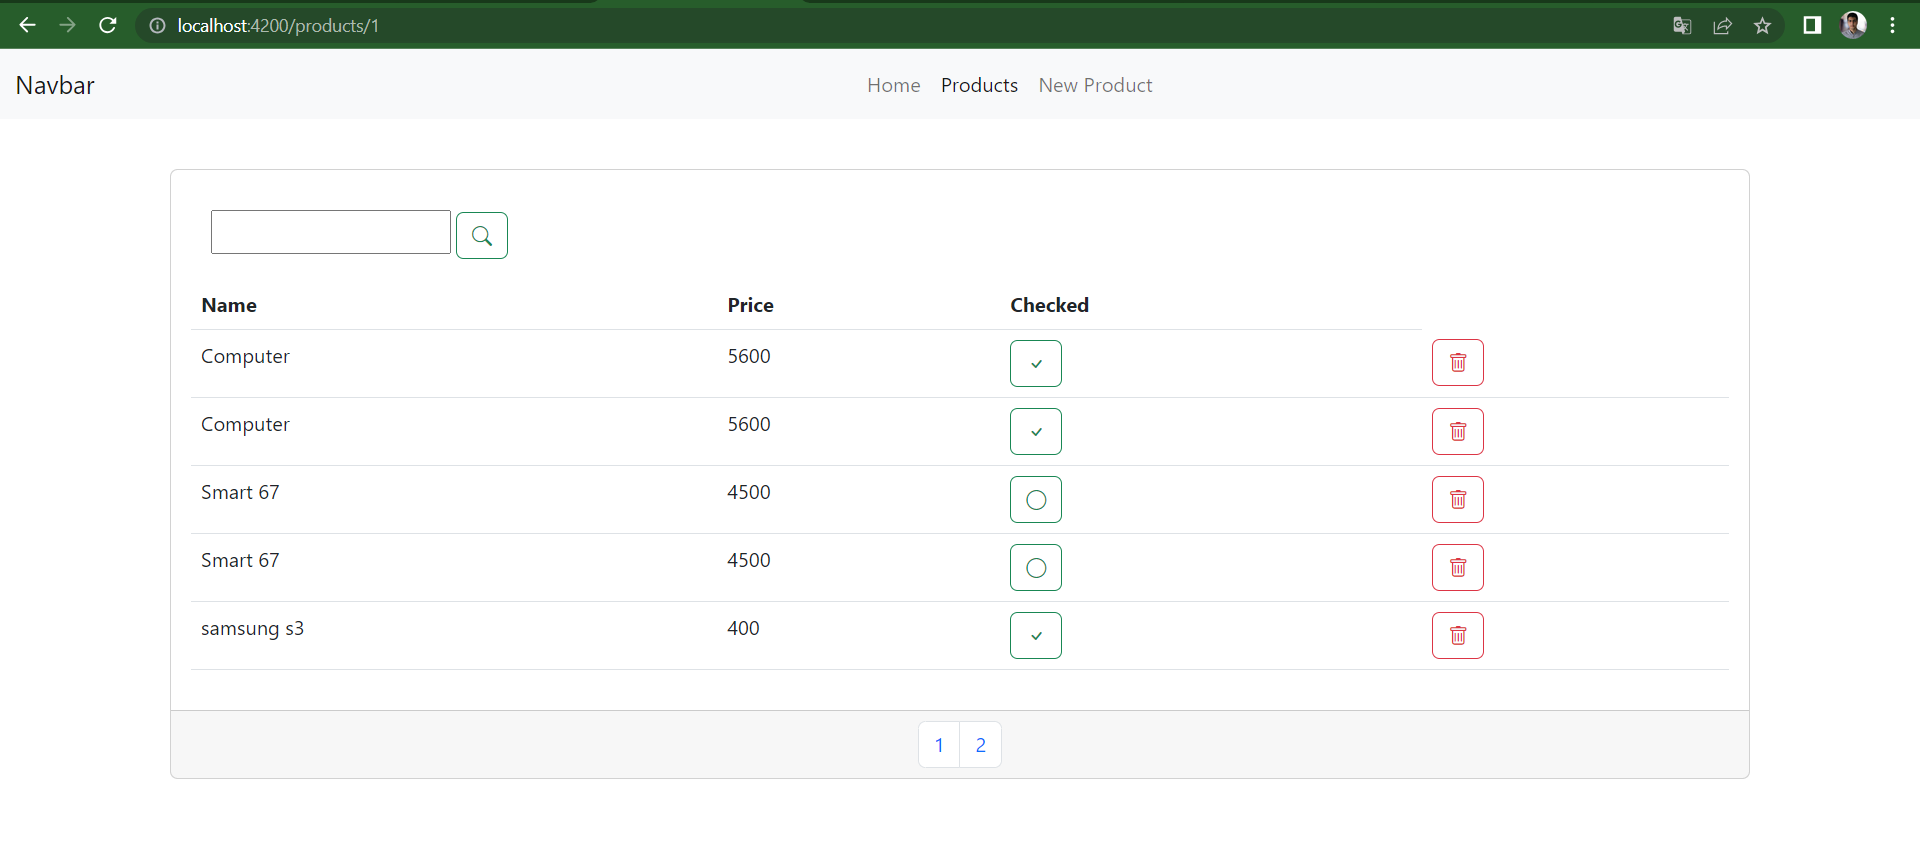 localhost:4200/products/1
Navbar Home Products New Product
Name Price Checked
Computer 5600
Computer 5600
Smart 67 4500
Smart 67 4500
samsung s3 400
1 2